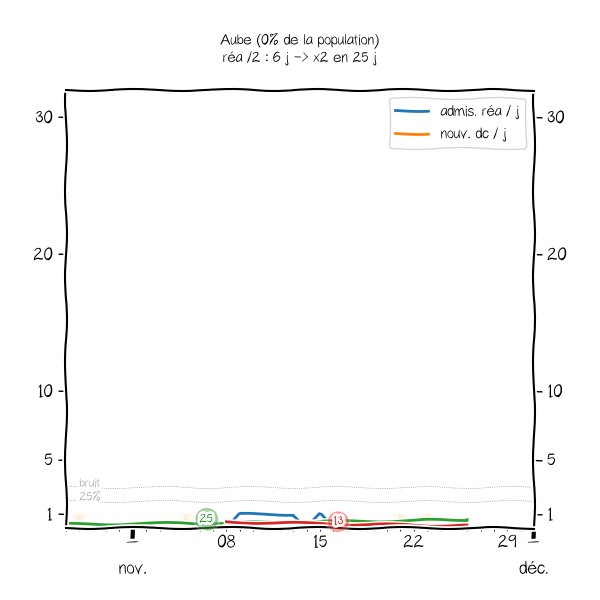 Aube (0% de la population)
réa /2 : 6 j -> x2 en 25 j
admis. réa / j
nouv. dc / j
30
30
20
20
10
10
5
5
bruit
25%
1
1
25
13
08
15
22
29
nov.
déc.